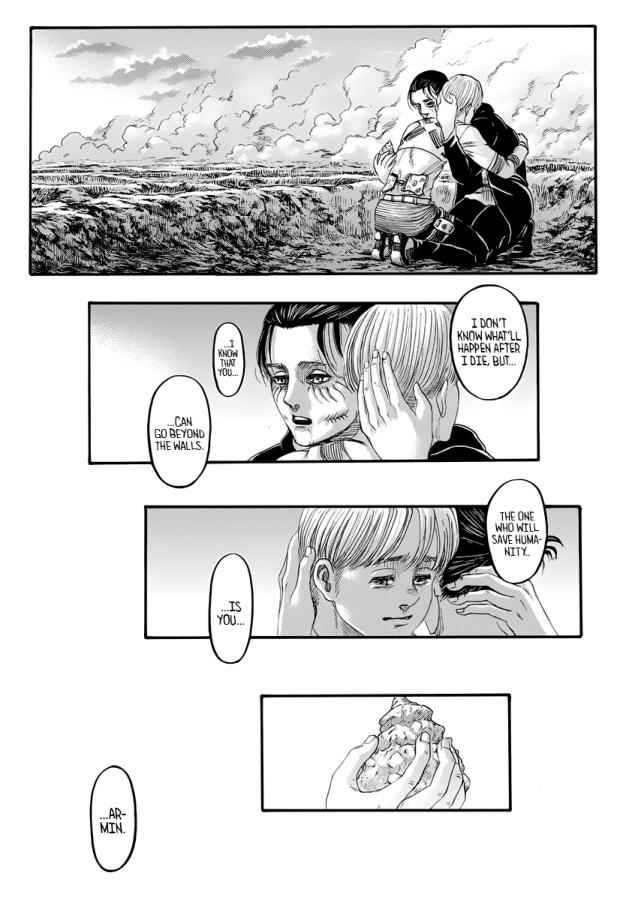 I DON'T
KNOW WHAT'LL
HAPPEN AFTER
I DIE, BUT...
...I
KNOW
THAT
YOU...
...CAN
GO BEYOND
THE WALLS.
THE ONE
WHO WILL
SAVE HUMA-
NITY..
...IS
YOU...
...AR-
MIN.